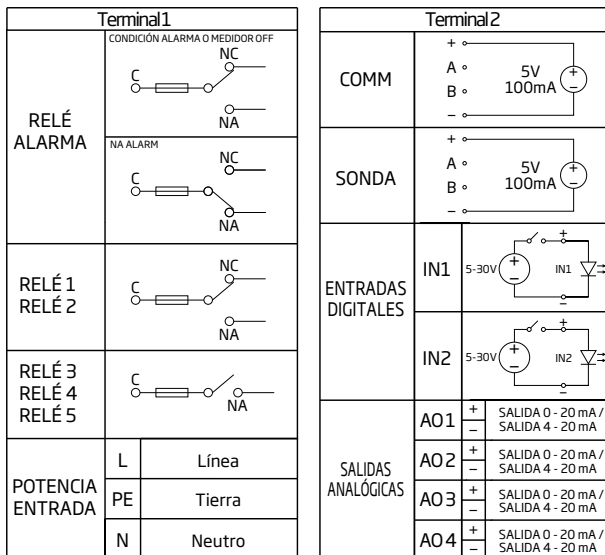 Terminal1
RELÉ
ALARMA
CONDICIÓN ALARMA O MEDIDOR OFF
NC
C
NA
NA ALARM
NC
C
NA
RELÉ 1
RELÉ 2
NC
C
NA
RELÉ 3
RELÉ 4
RELÉ 5
C
NA
POTENCIA
ENTRADA
L Línea
PE Tierra
N Neutro
Terminal2
COMM
+
A
B
–
5V
100mA
+
–
SONDA
+
A
B
–
5V
100mA
+
–
ENTRADAS
DIGITALES
IN1
5-30V
+
–
+
IN1
–
IN2
5-30V
+
–
+
IN2
–
SALIDAS
ANALÓGICAS
AO1
+
–
SALIDA 0 - 20 mA /
SALIDA 4 - 20 mA
AO2
+
–
SALIDA 0 - 20 mA /
SALIDA 4 - 20 mA
AO3
+
–
SALIDA 0 - 20 mA /
SALIDA 4 - 20 mA
AO4
+
–
SALIDA 0 - 20 mA /
SALIDA 4 - 20 mA